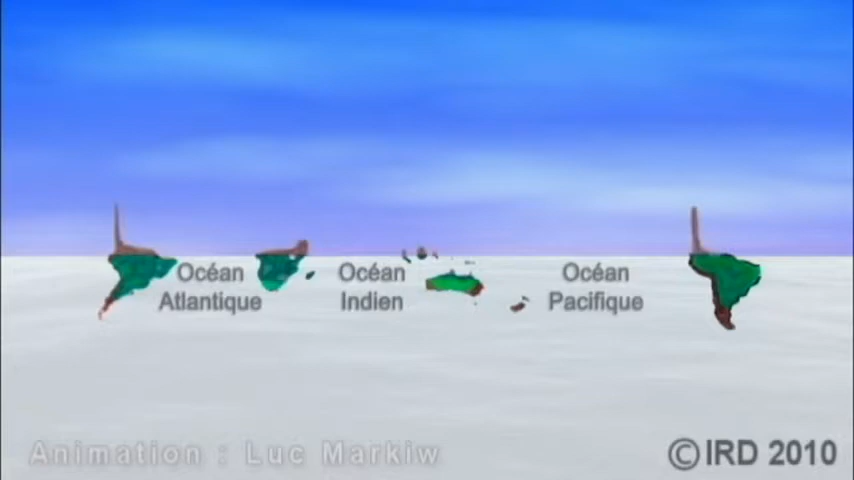 Océan
Atlantique
Océan
Indien
Océan
Pacifique
Animation : Luc Markiw
©IRD 2010